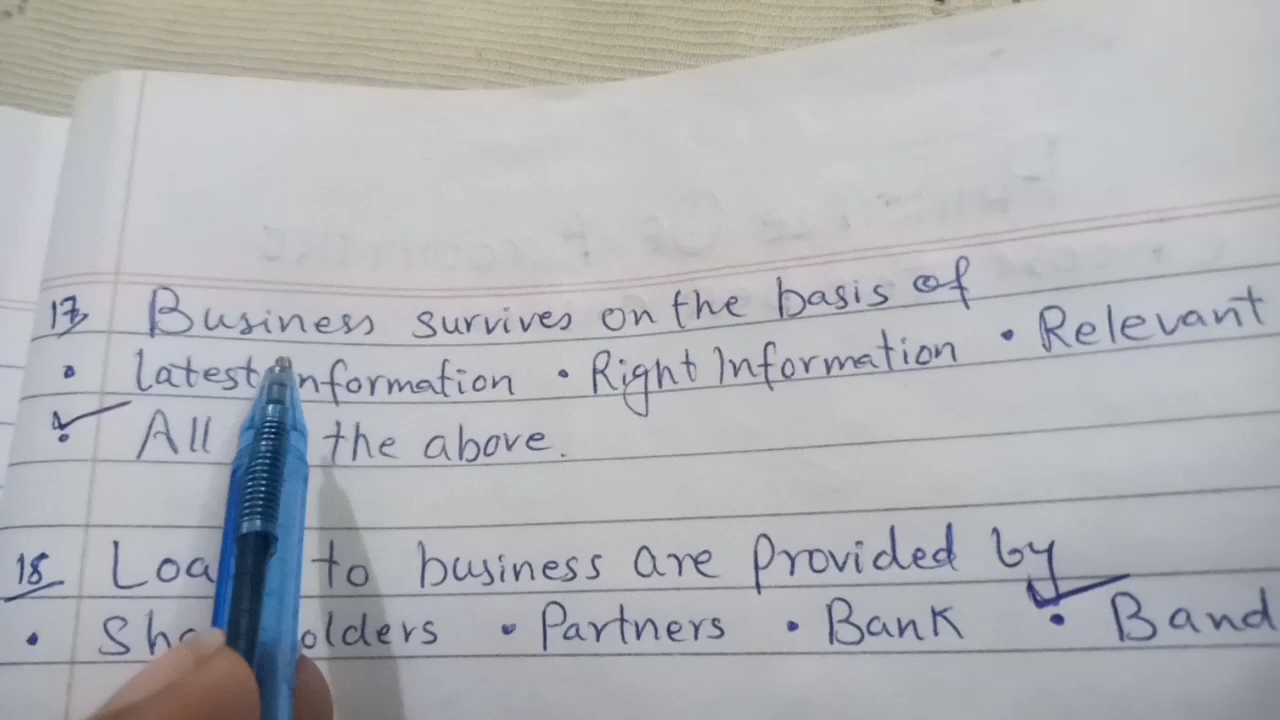 17 Business survives on the basis of
• latest information • Right Information • Relevant
• All the above.
18 to business are provided by
• • Partners • Bank • Band